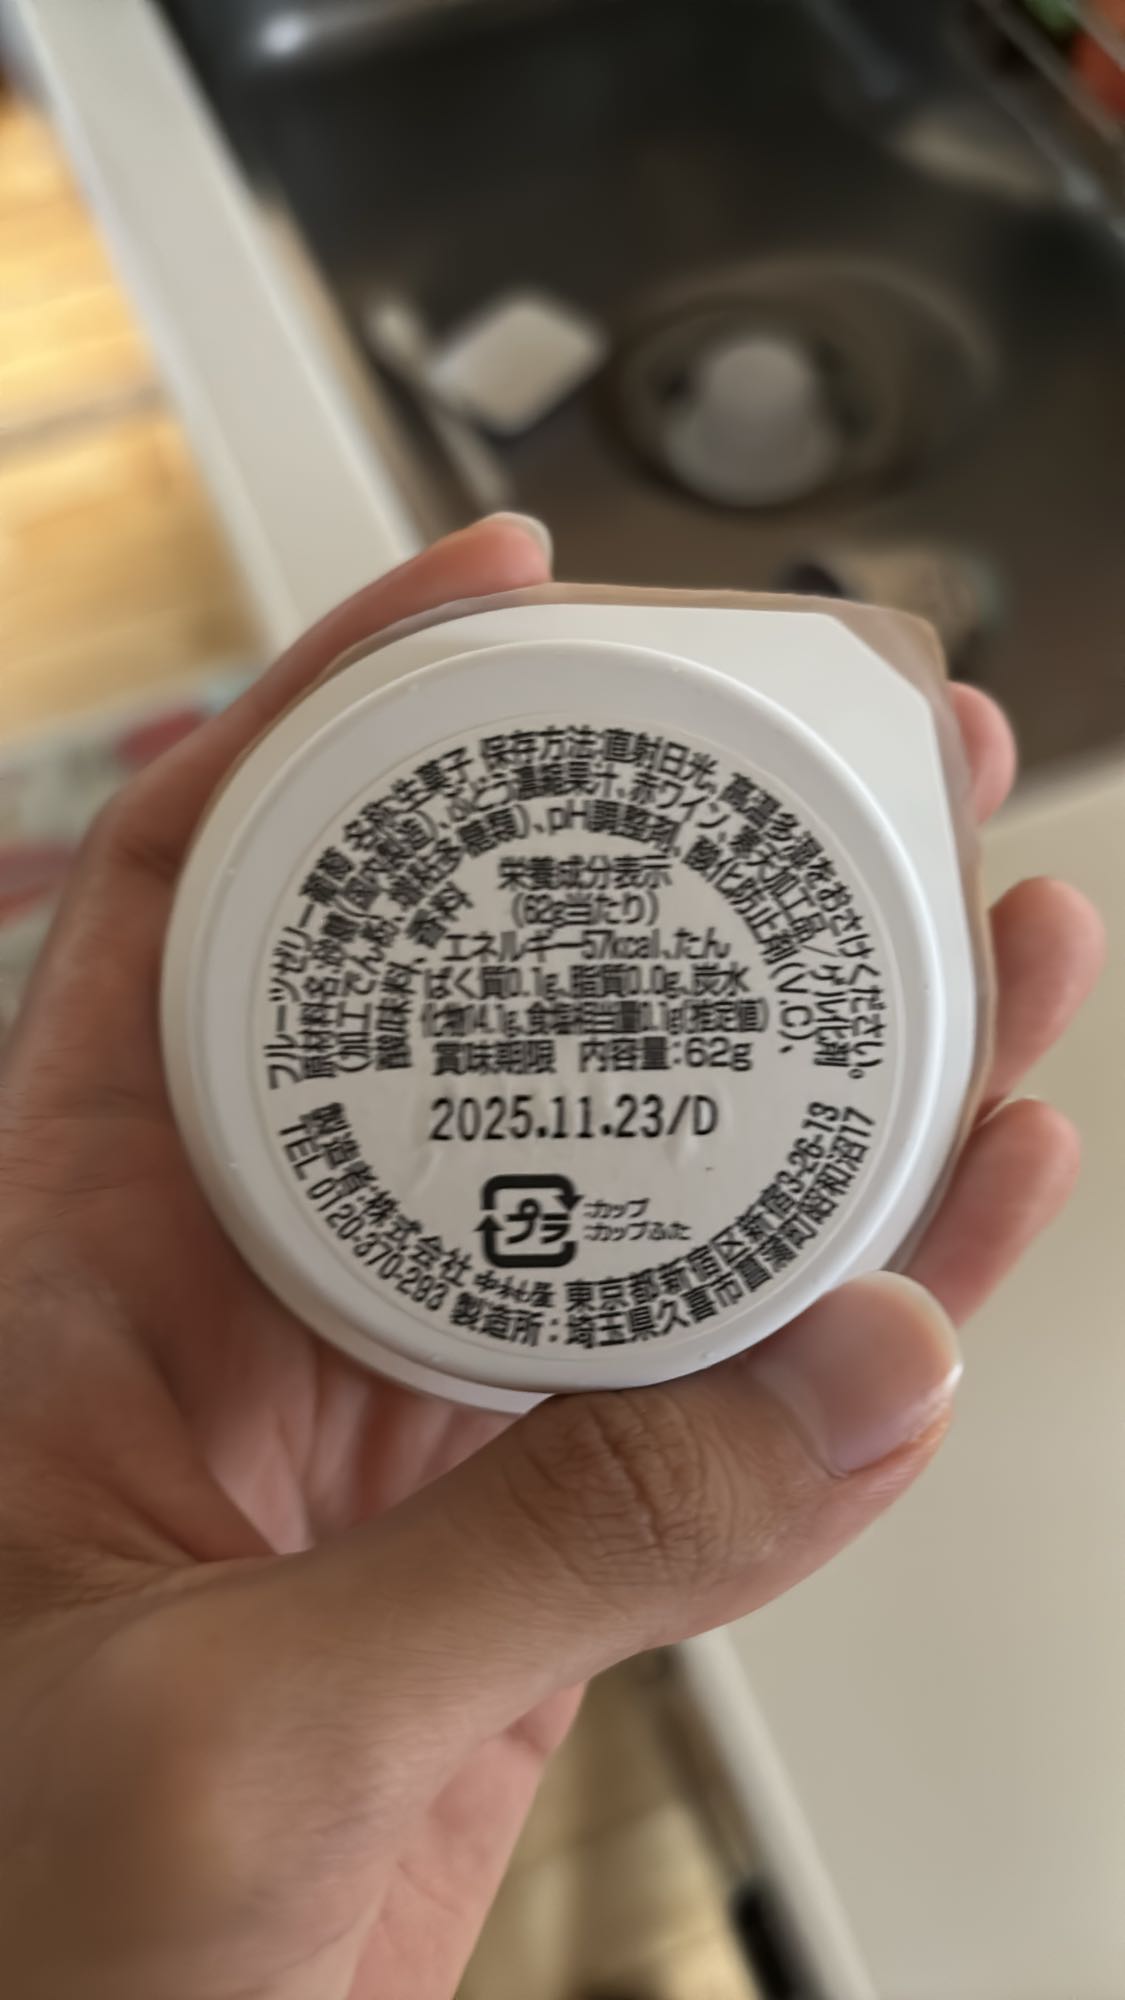 フルーツゼリー葡萄 名称:生菓子 保存方法:直射日光、高温多湿をおさけください。
原材料名:砂糖(国内製造)、ぶどう濃縮果汁、赤ワイン、寒天加工品/ゲル化剤
(加工でん粉、増粘多糖類)、pH調整剤、酸化防止剤(V.C)、
酸味料、香料
栄養成分表示
(62g当たり)
エネルギー57kcal、たん
ぱく質0.1g、脂質0.0g、炭水
化物14.1g、食塩相当量0.1g(推定値)
賞味期限 内容量:62g
2025.11.23/D
プラ
:カップ
:カップふた
製造者:株式会社 中村屋 東京都新宿区新宿3-26-13
TEL 0120-370-293 製造所:埼玉県久喜市菖蒲町昭和沼17